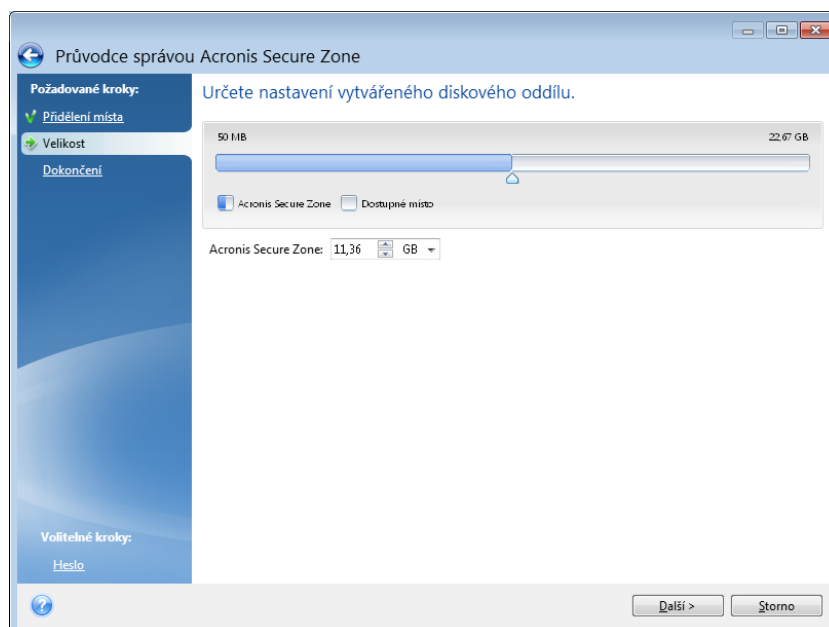 Průvodce správou Acronis Secure Zone
Požadované kroky:
Přidělení místa
Velikost
Dokončení
Volitelné kroky:
Heslo
Určete nastavení vytvářeného diskového oddílu.
50 MB
22,67 GB
Acronis Secure Zone
Dostupné místo
Acronis Secure Zone: 11,36 GB
Další >
Storno